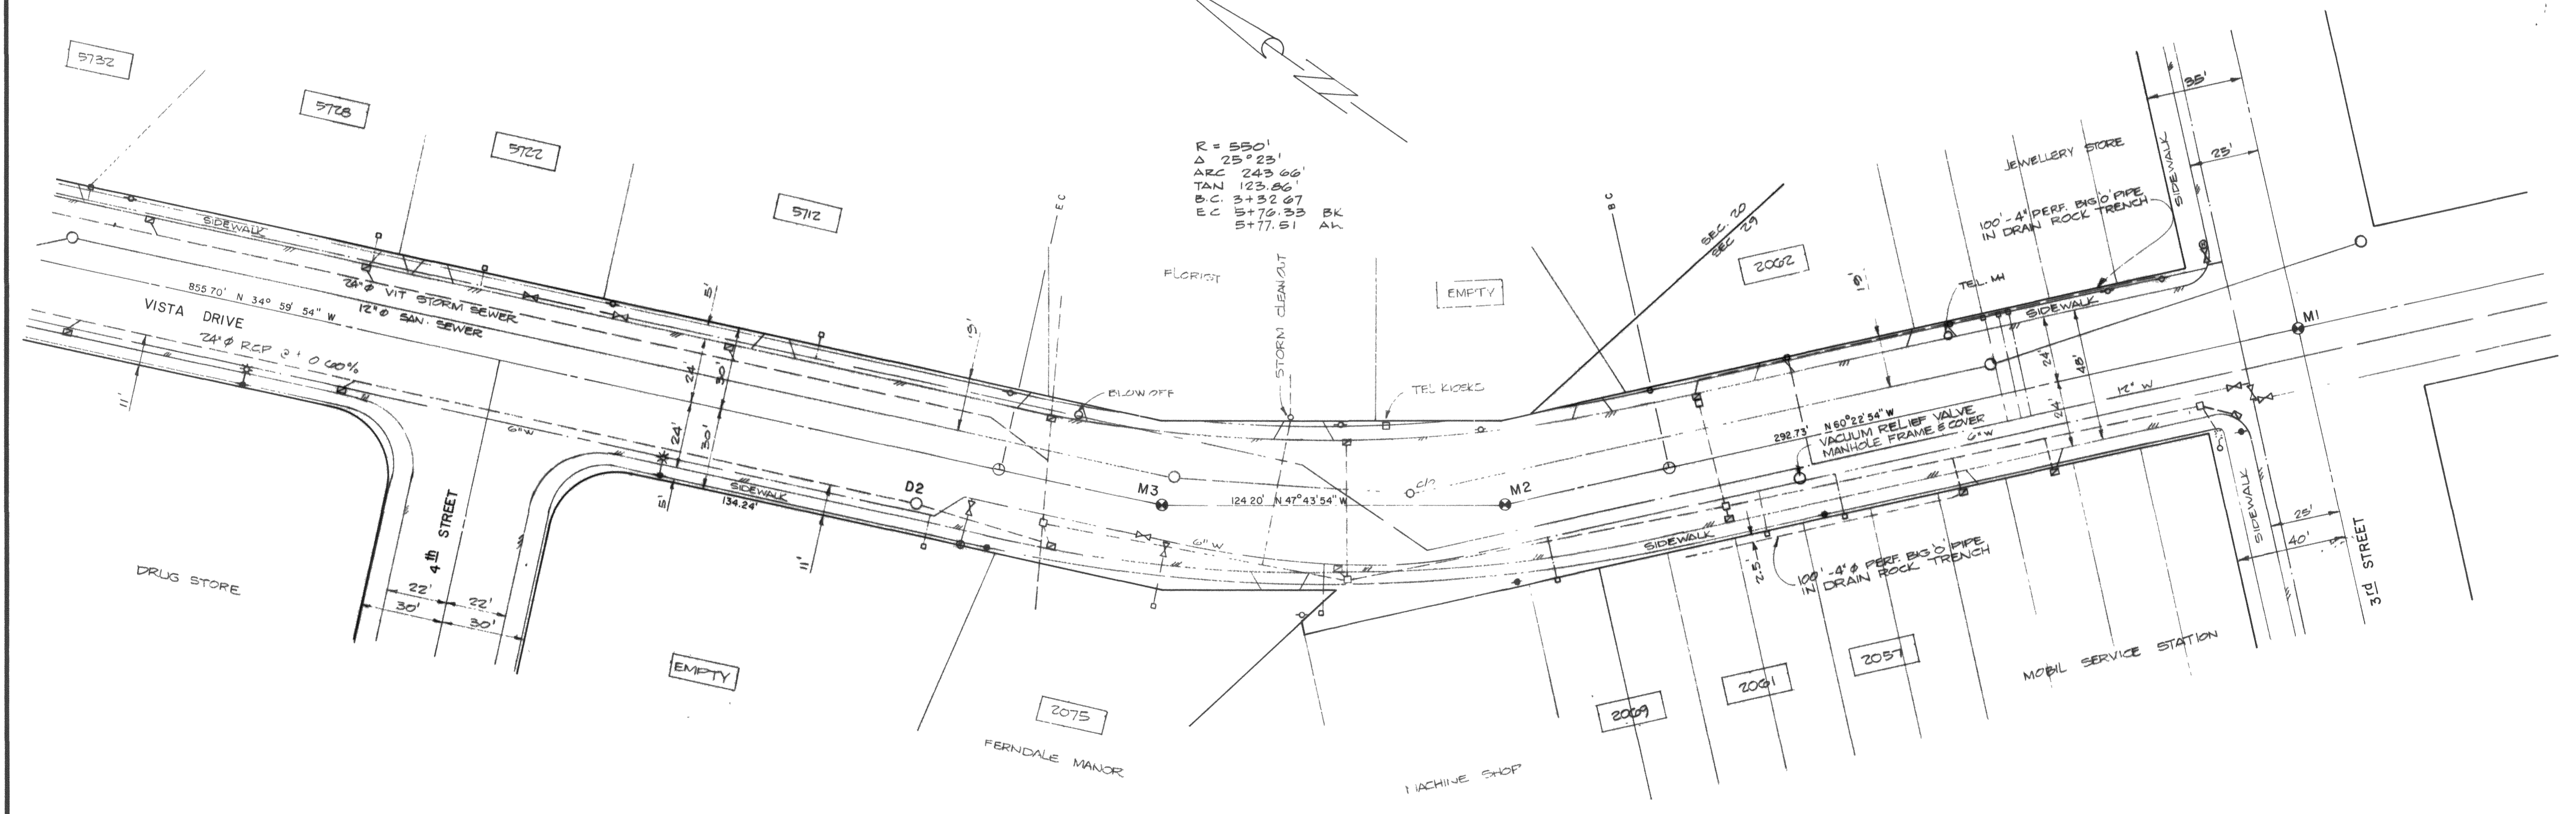 5732
5728
5722
5712
R = 550'
Δ 25° 23'
ARC 243 66'
TAN 123.86'
B.C. 3+32 67
E C 5+76.33 BK
5+77.51 AH
E C
B C
SEC. 20
SEC 29
2062
JEWELLERY STORE
100' - 4" PERF. BIG 'O' PIPE
IN DRAIN ROCK TRENCH
SIDEWALK
35'
25'
FLORIST
STORM CLEANOUT
EMPTY
19'
TEL. MH
SIDEWALK
M1
SIDEWALK
24"Ø VIT STORM SEWER
12"Ø SAN. SEWER
855 70' N 34° 59' 54" W
VISTA DRIVE
24"Ø R.C.P @ + 0 60%
11'
5'
24'
30'
24'
30'
19'
BLOW OFF
TEL KIOSK
24'
48'
24'
12" W
292.73' N 60° 22' 54" W
VACUUM RELIEF VALVE
MANHOLE FRAME & COVER
6" W
6" W
SIDEWALK
134.24'
5'
11'
D2
M3
124 20' N 47° 43' 54" W
M2
C/O
6" W
SIDEWALK
2.5'
100' - 4" Ø PERF. BIG 'O' PIPE
IN DRAIN ROCK TRENCH
SIDEWALK
25'
40'
3rd STREET
4th STREET
22'
22'
30'
30'
DRUG STORE
EMPTY
2075
FERNDALE MANOR
MACHINE SHOP
2069
2061
2057
MOBIL SERVICE STATION